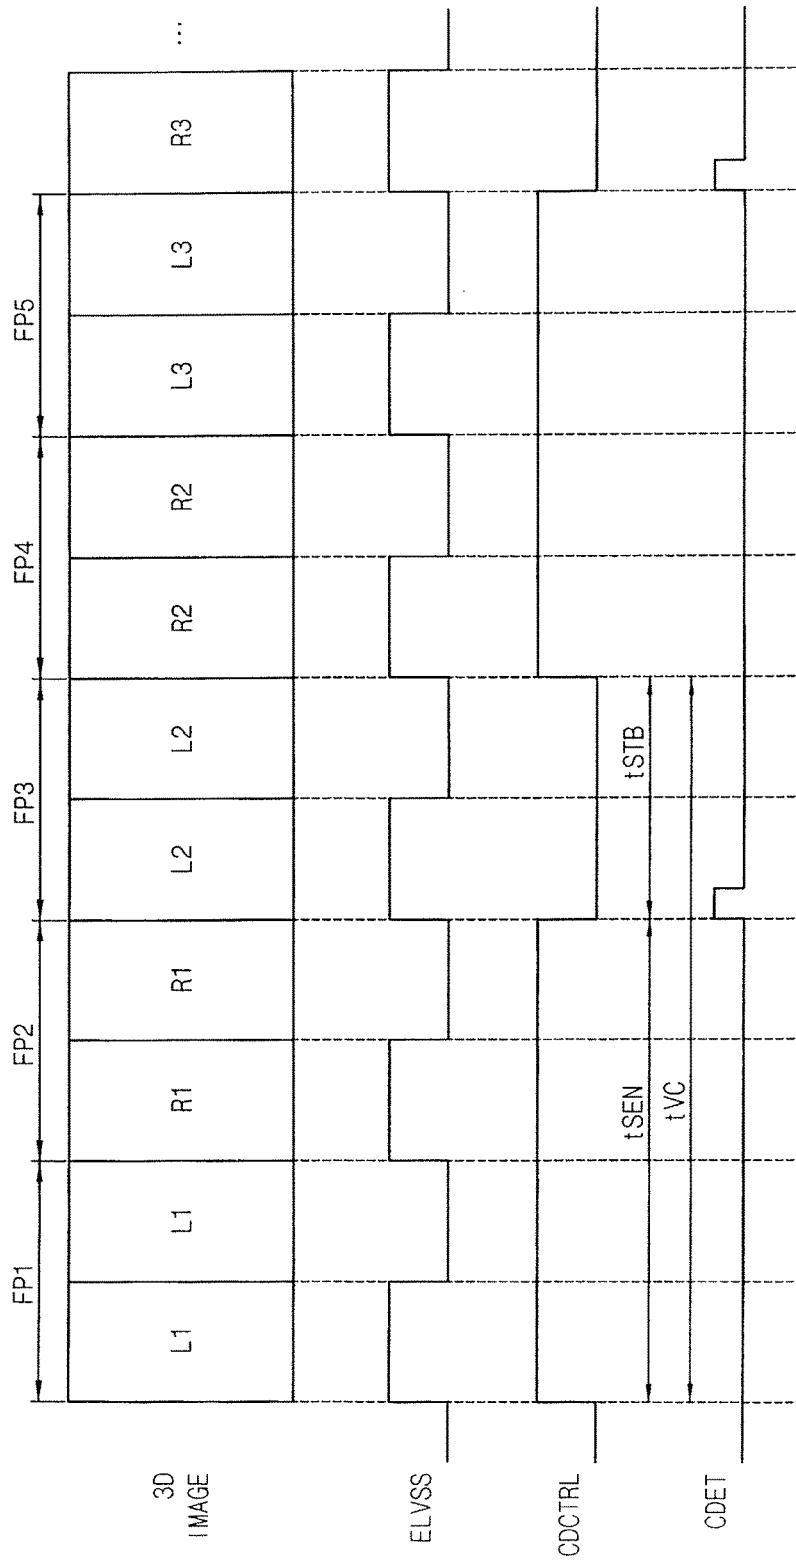 FP1 FP2 FP3 FP4 FP5
3D
IMAGE
L1 L1 R1 R1 L2 L2 R2 R2 L3 L3 R3 ...
ELVSS
CDCTRL
tSEN tSTB
tVC
CDET